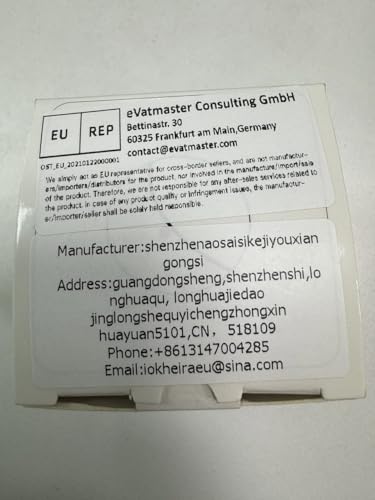 eVatmaster Consulting GmbH
Bettinastr. 30
60325 Frankfurt am Main,Germany
contact@evatmaster.com
EU REP
OST_EU_20210122000001
We simply act as EU representative for cross-border sellers, and are not manufactur-
ers/importers/distributors for the product, nor involved in the manufacture/import/sale
of the product. Therefore, we are not responsible for any after-sales services related to
the product. In case of any product quality or infringement issues, the manufactur-
er/importer/seller shall be solely held responsible.
Manufacturer:shenzhenaosaisikejiyouxian
gongsi
Address:guangdongsheng,shenzhenshi,lo
nghuaqu, longhuajiedao
jinglongshequyichengzhongxin
huayuan5101,CN, 518109
Phone:+8613147004285
Email:iokheiraeu@sina.com